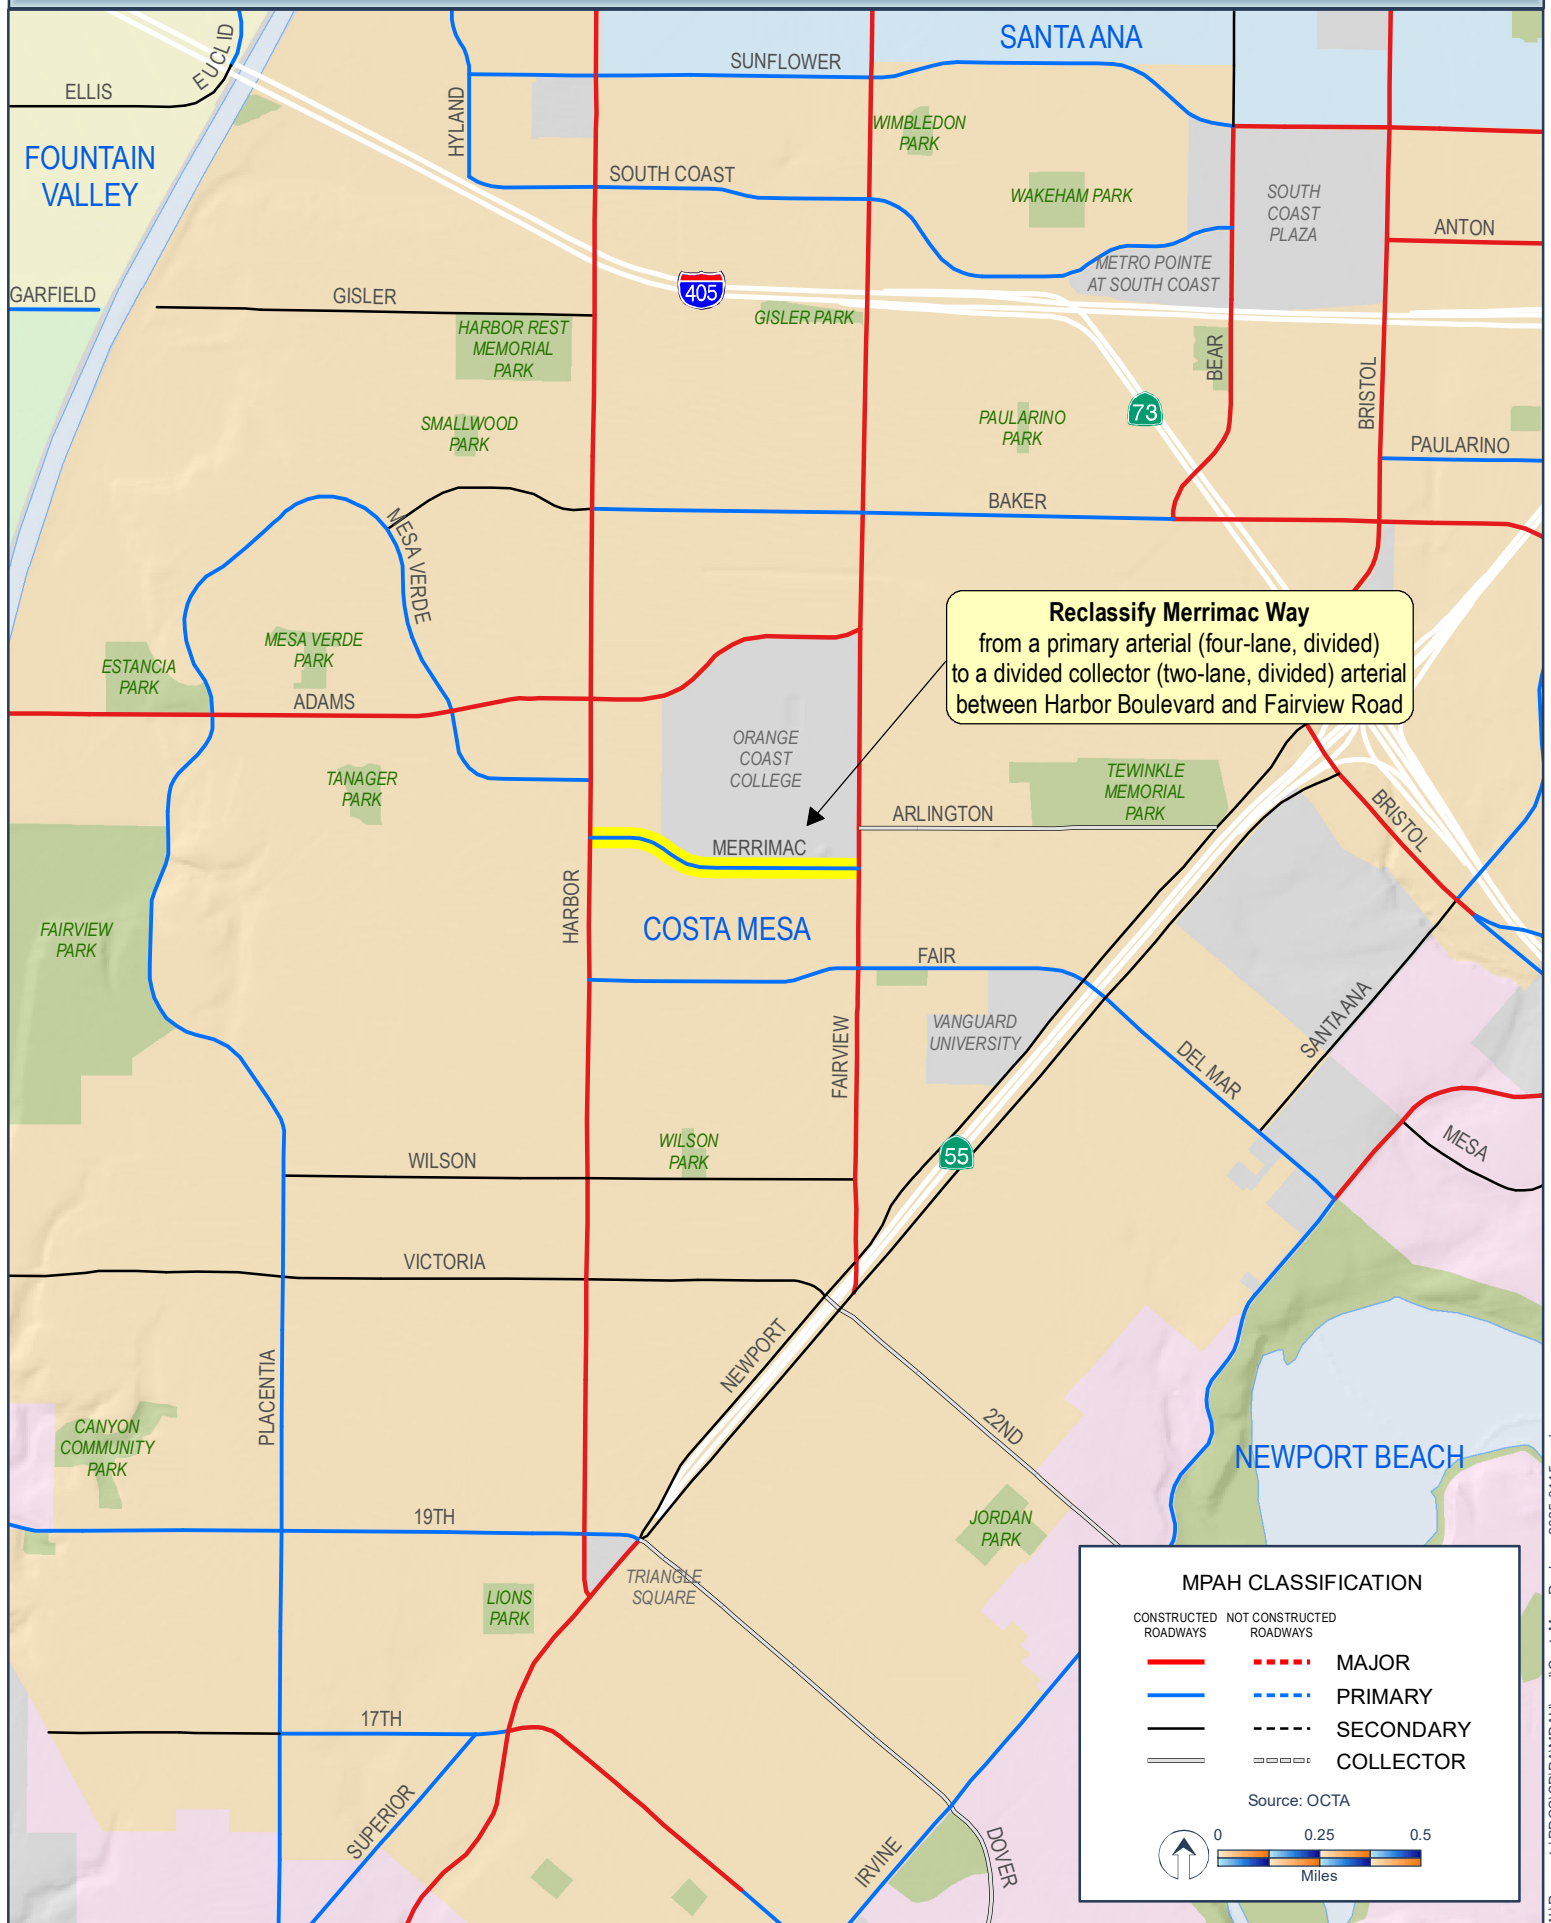 SANTA ANA
SUNFLOWER
EUCLID
ELLIS
HYLAND
WIMBLEDON
PARK
FOUNTAIN
VALLEY
SOUTH COAST
WAKEHAM PARK
SOUTH
COAST
PLAZA
ANTON
METRO POINTE
AT SOUTH COAST
405
GARFIELD
GISLER
GISLER PARK
HARBOR REST
MEMORIAL
PARK
BEAR
BRISTOL
73
SMALLWOOD
PARK
PAULARINO
PARK
PAULARINO
BAKER
MESA VERDE
Reclassify Merrimac Way
from a primary arterial (four-lane, divided)
to a divided collector (two-lane, divided) arterial
between Harbor Boulevard and Fairview Road
MESA VERDE
PARK
ESTANCIA
PARK
ADAMS
ORANGE
COAST
COLLEGE
TANAGER
PARK
TEWINKLE
MEMORIAL
PARK
ARLINGTON
BRISTOL
MERRIMAC
HARBOR
COSTA MESA
FAIRVIEW
PARK
FAIR
SANTA ANA
VANGUARD
UNIVERSITY
FAIRVIEW
DEL MAR
MESA
WILSON
PARK
WILSON
55
VICTORIA
NEWPORT
PLACENTIA
22ND
CANYON
COMMUNITY
PARK
NEWPORT BEACH
19TH
JORDAN
PARK
TRIANGLE
SQUARE
LIONS
PARK
17TH
SUPERIOR
IRVINE
DOVER
MPAH CLASSIFICATION
CONSTRUCTED
ROADWAYS
NOT CONSTRUCTED
ROADWAYS
MAJOR
PRIMARY
SECONDARY
COLLECTOR
Source: OCTA
0 0.25 0.5
Miles